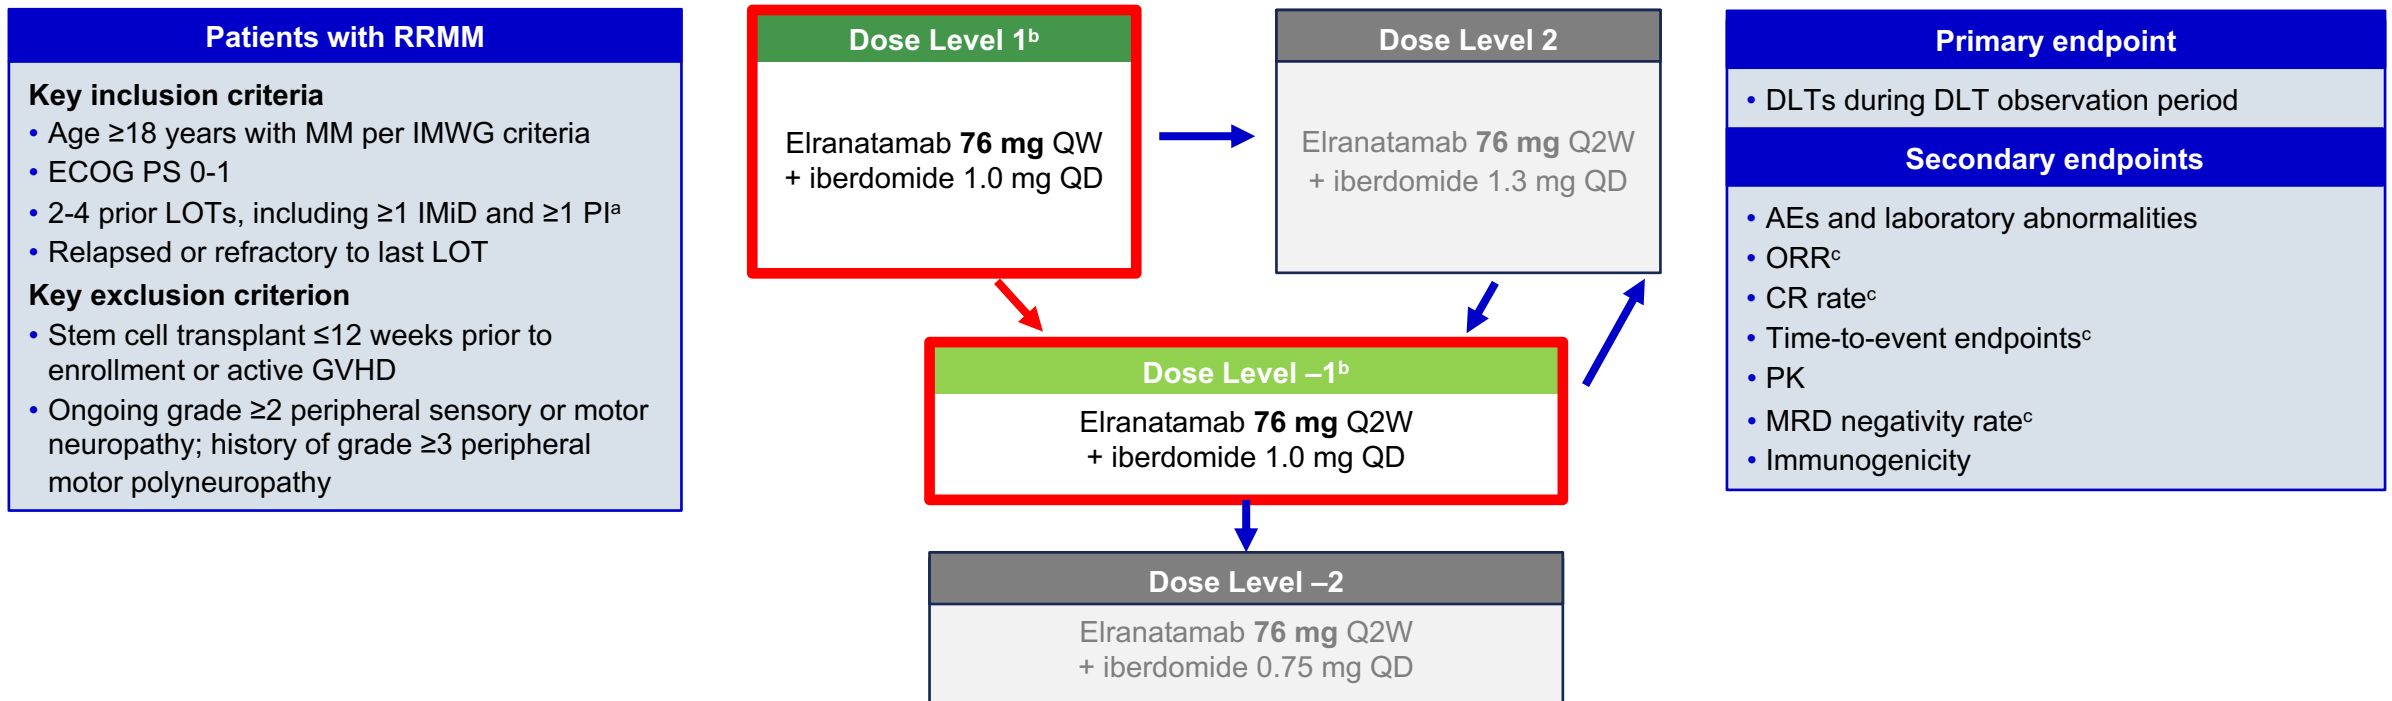 Patients with RRMM
Key inclusion criteria
• Age ≥18 years with MM per IMWG criteria
• ECOG PS 0-1
• 2-4 prior LOTs, including ≥1 IMiD and ≥1 PIᵃ
• Relapsed or refractory to last LOT
Key exclusion criterion
• Stem cell transplant ≤12 weeks prior to
enrollment or active GVHD
• Ongoing grade ≥2 peripheral sensory or motor
neuropathy; history of grade ≥3 peripheral
motor polyneuropathy
Dose Level 1ᵇ
Elranatamab 76 mg QW
+ iberdomide 1.0 mg QD
Dose Level 2
Elranatamab 76 mg Q2W
+ iberdomide 1.3 mg QD
Dose Level –1ᵇ
Elranatamab 76 mg Q2W
+ iberdomide 1.0 mg QD
Dose Level –2
Elranatamab 76 mg Q2W
+ iberdomide 0.75 mg QD
Primary endpoint
• DLTs during DLT observation period
Secondary endpoints
• AEs and laboratory abnormalities
• ORRᶜ
• CR rateᶜ
• Time-to-event endpointsᶜ
• PK
• MRD negativity rateᶜ
• Immunogenicity